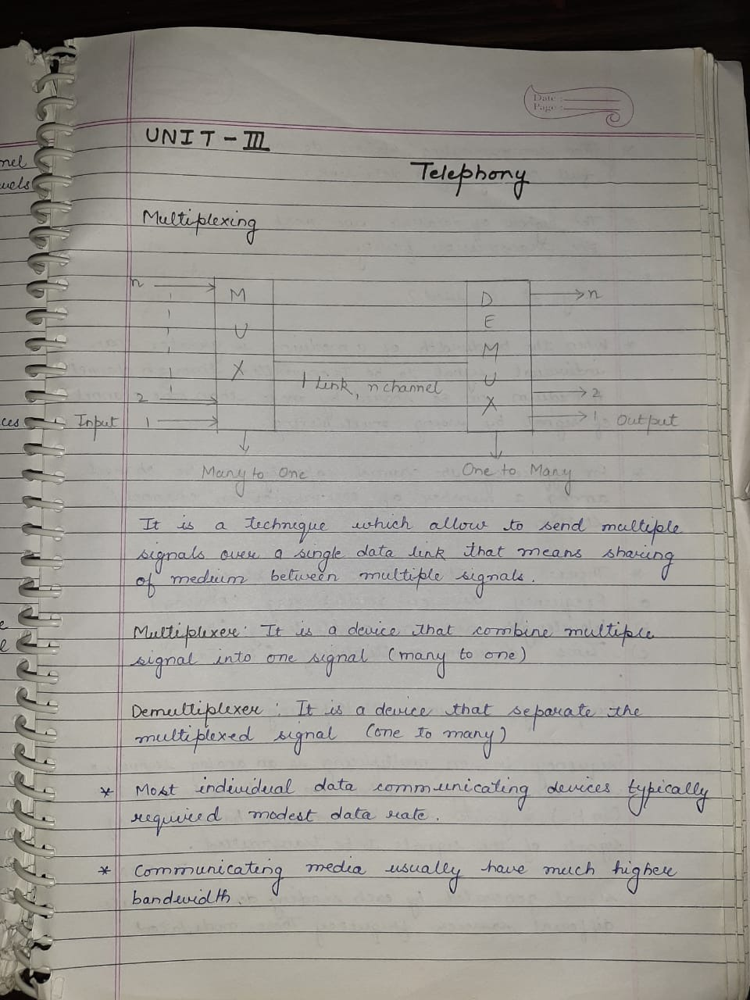 Date :
Page :
nel
uels
UNIT - III
Telephony
Multiplexing
n
M
U
X
D
E
M
U
X
n
1 Link, n channel
2
2
ces
Input
1
1
Output
Many to One
One to Many
It is a technique which allow to send multiple
signals over a single data link that means sharing
of medium between multiple signals.
e
e
Multiplexer : It is a device that combine multiple
signal into one signal (many to one)
Demultiplexer : It is a device that separate the
multiplexed signal (one to many)
* Most individual data communicating devices typically
required modest data rate.
* Communicating media usually have much higher
bandwidth.